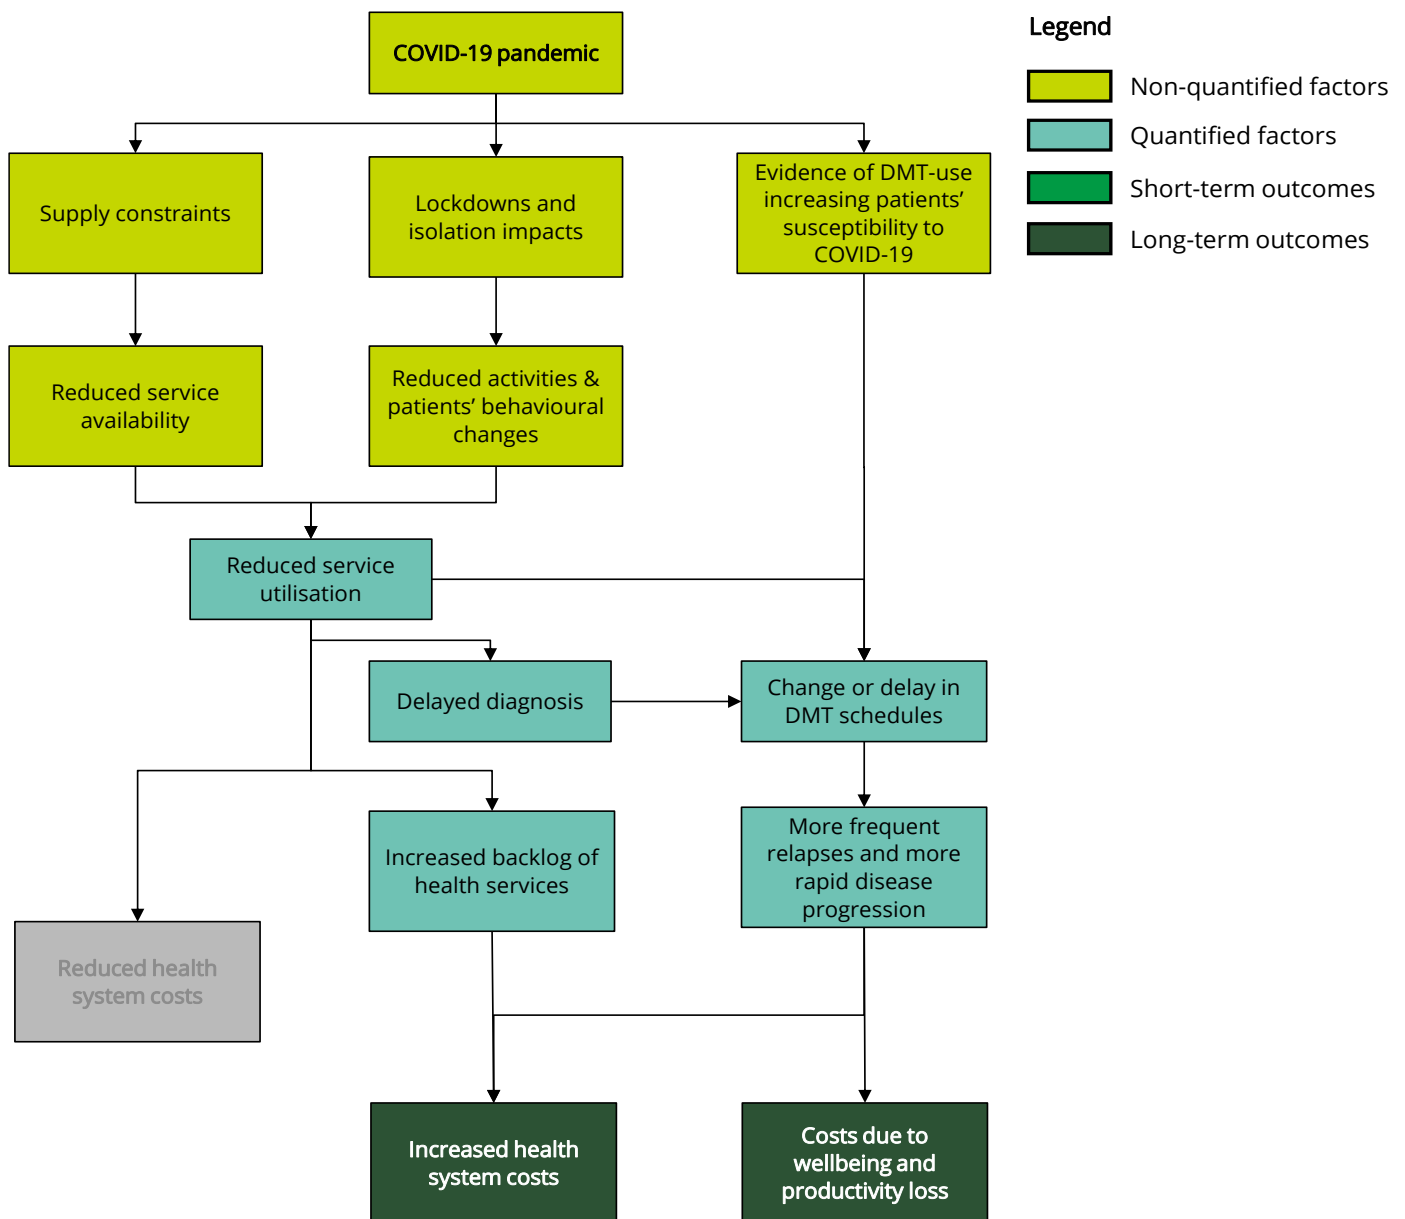 COVID-19 pandemic
Legend
Non-quantified factors
Quantified factors
Short-term outcomes
Long-term outcomes
Supply constraints
Lockdowns and
isolation impacts
Evidence of DMT-use
increasing patients’
susceptibility to
COVID-19
Reduced service
availability
Reduced activities &
patients’ behavioural
changes
Reduced service
utilisation
Delayed diagnosis
Change or delay in
DMT schedules
Increased backlog of
health services
More frequent
relapses and more
rapid disease
progression
Reduced health
system costs
Increased health
system costs
Costs due to
wellbeing and
productivity loss